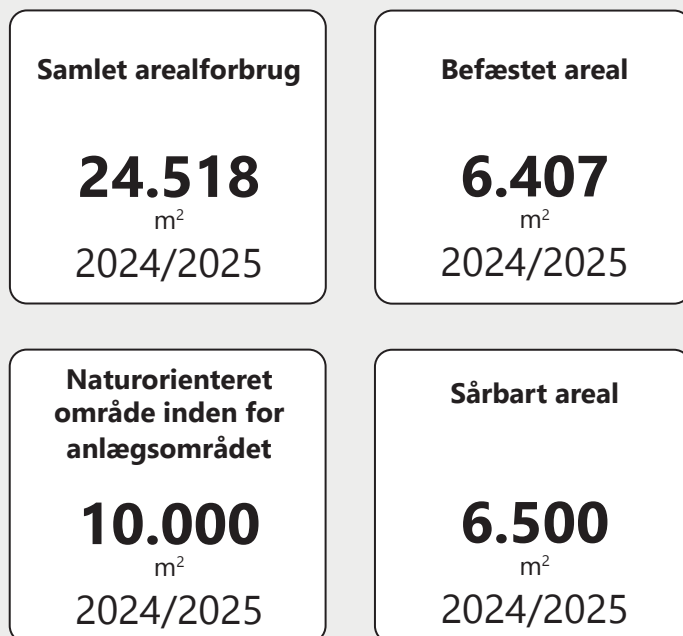 Samlet arealforbrug
24.518
m²
2024/2025
Befæstet areal
6.407
m²
2024/2025
Naturorienteret
område inden for
anlægsområdet
10.000
m²
2024/2025
Sårbart areal
6.500
m²
2024/2025